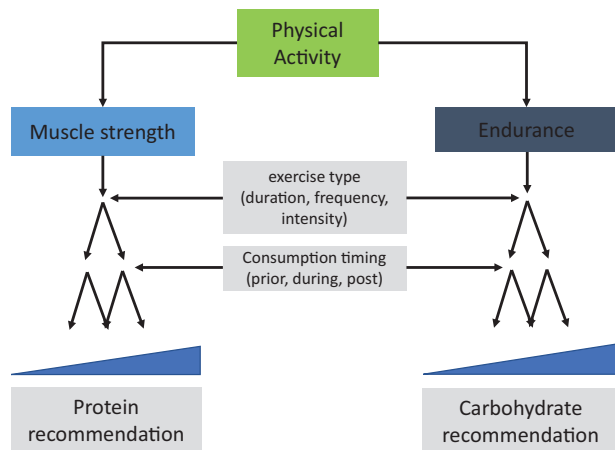 Physical
Activity
Muscle strength
Endurance
exercise type
(duration, frequency,
intensity)
Consumption timing
(prior, during, post)
Protein
recommendation
Carbohydrate
recommendation